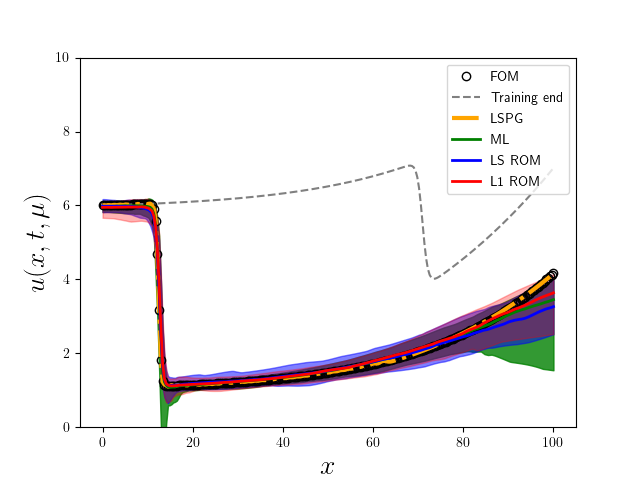 10
8
6
4
2
0
u(x, t, μ)
0
20
40
60
80
100
x
FOM
Training end
LSPG
ML
LS ROM
L1 ROM